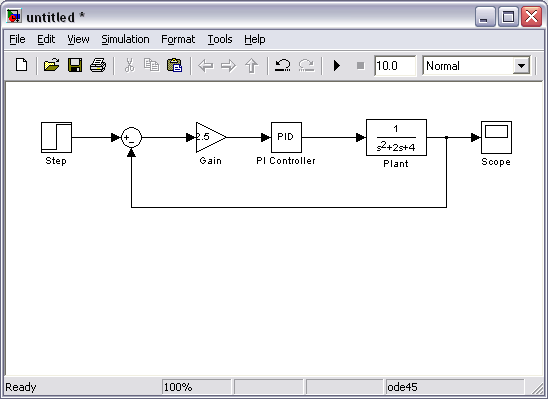 untitled *
File Edit View Simulation Format Tools Help
10.0 Normal
Step
+
-
2.5
Gain
PID
PI Controller
1
s²+2s+4
Plant
Scope
Ready 100% ode45